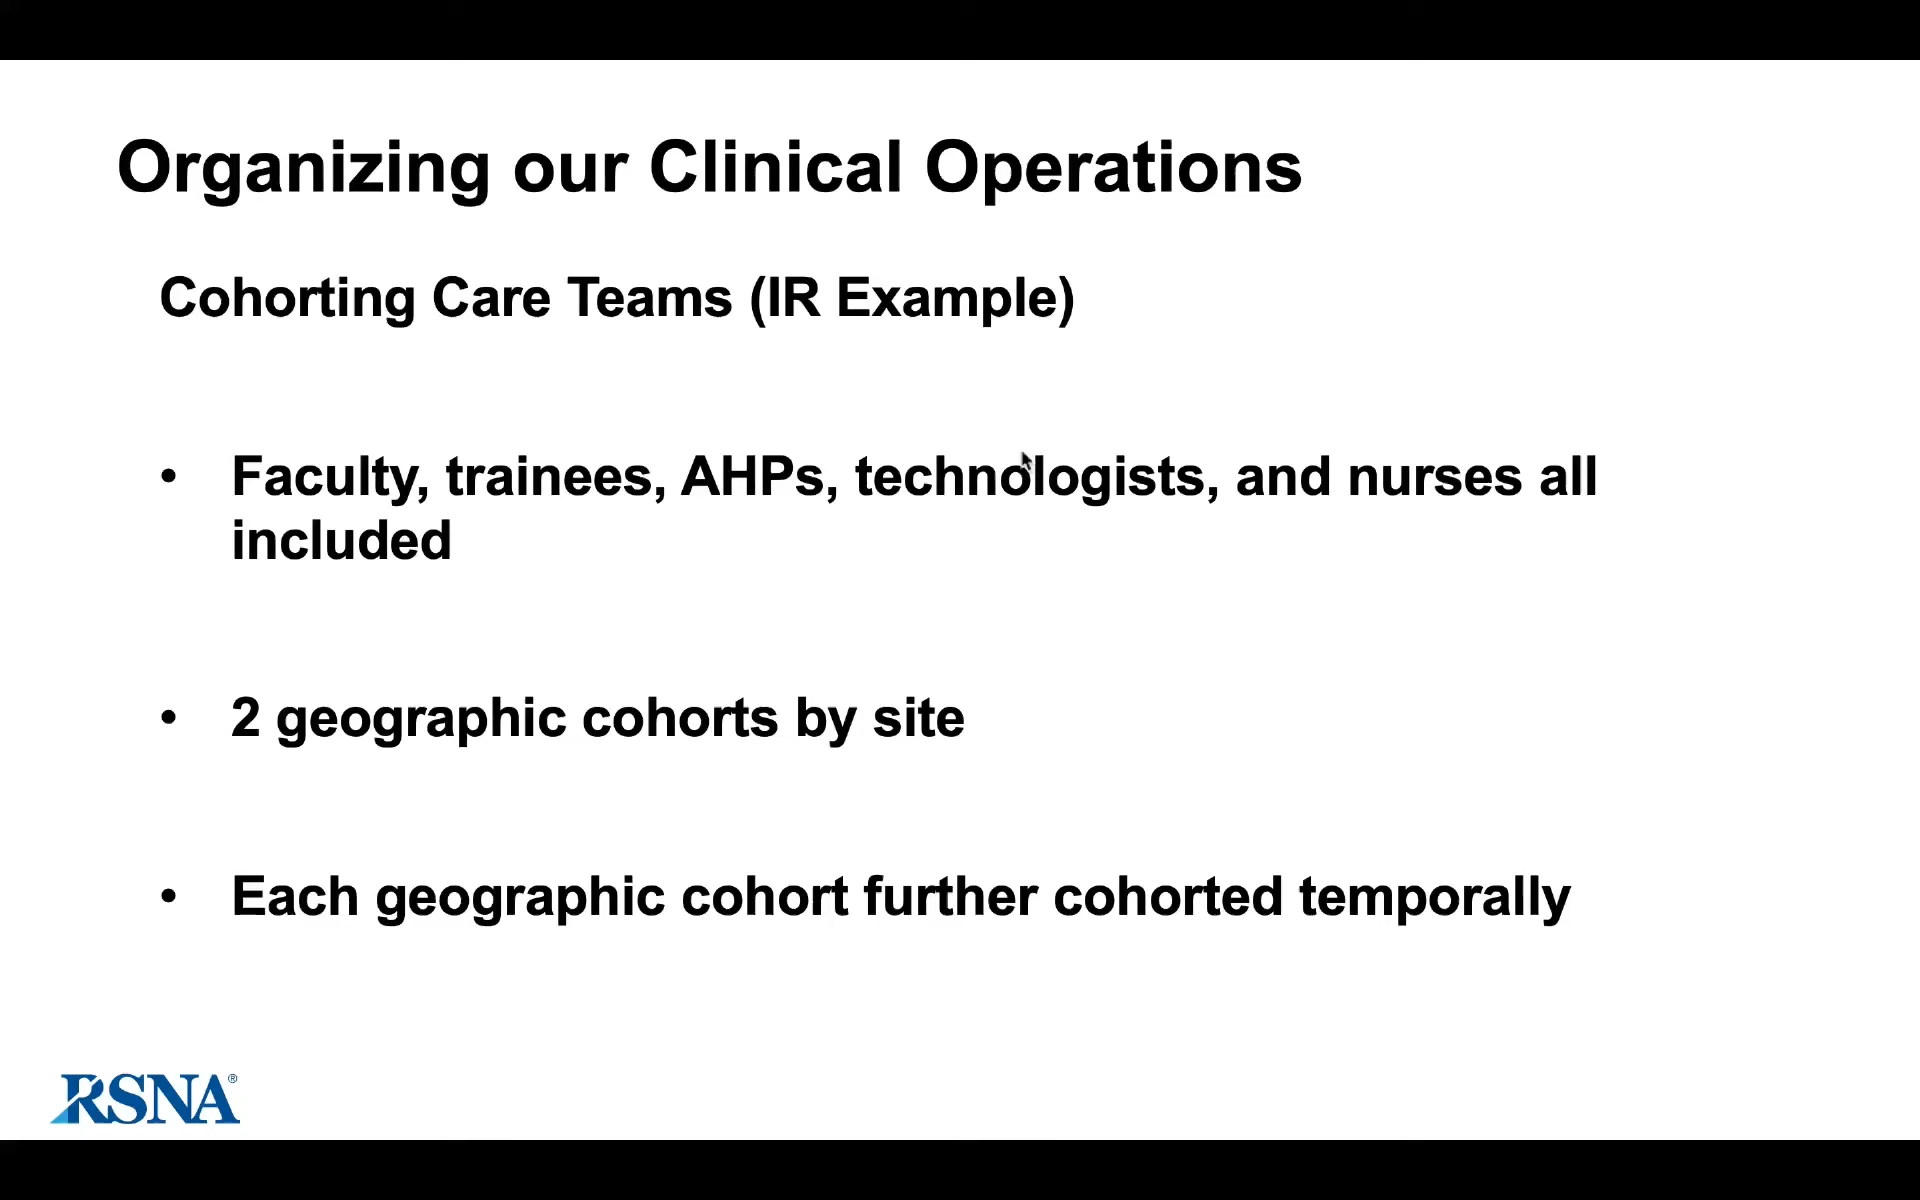 Organizing our Clinical Operations
Cohorting Care Teams (IR Example)
• Faculty, trainees, AHPs, technologists, and nurses all
included
• 2 geographic cohorts by site
• Each geographic cohort further cohorted temporally
RSNA®